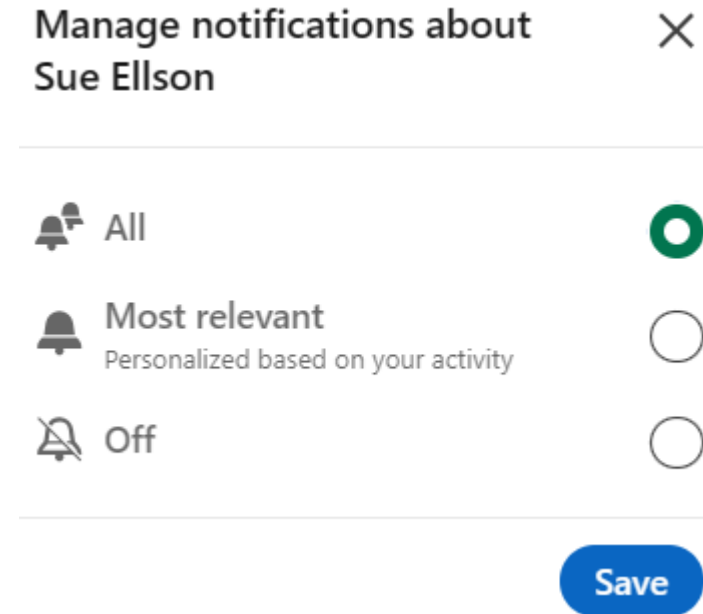 Manage notifications about
Sue Ellson
All
Most relevant
Personalized based on your activity
Off
Save